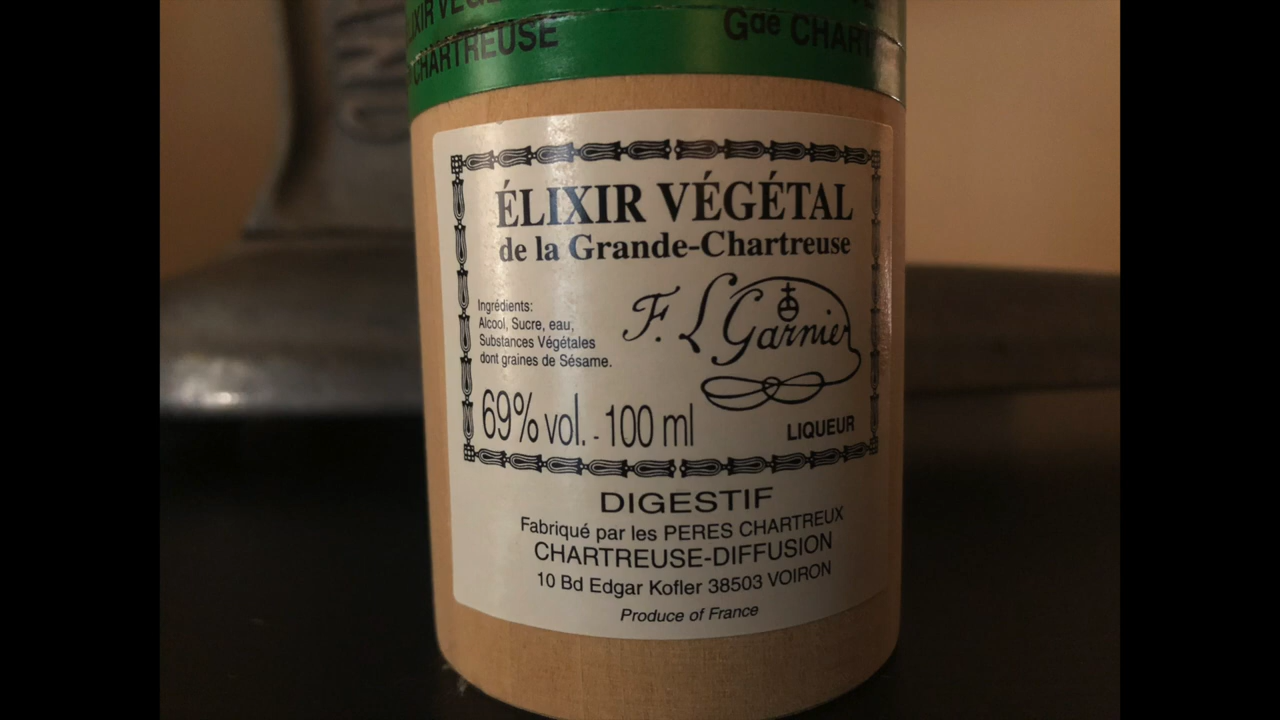 CHARTREUSE
Gde CHART
ÉLIXIR VÉGÉTAL
de la Grande-Chartreuse
Ingrédients:
Alcool, Sucre, eau,
Substances Végétales
dont graines de Sésame.
F. L Garnier
69% vol. - 100 ml
LIQUEUR
DIGESTIF
Fabriqué par les PERES CHARTREUX
CHARTREUSE-DIFFUSION
10 Bd Edgar Kofler 38503 VOIRON
Produce of France